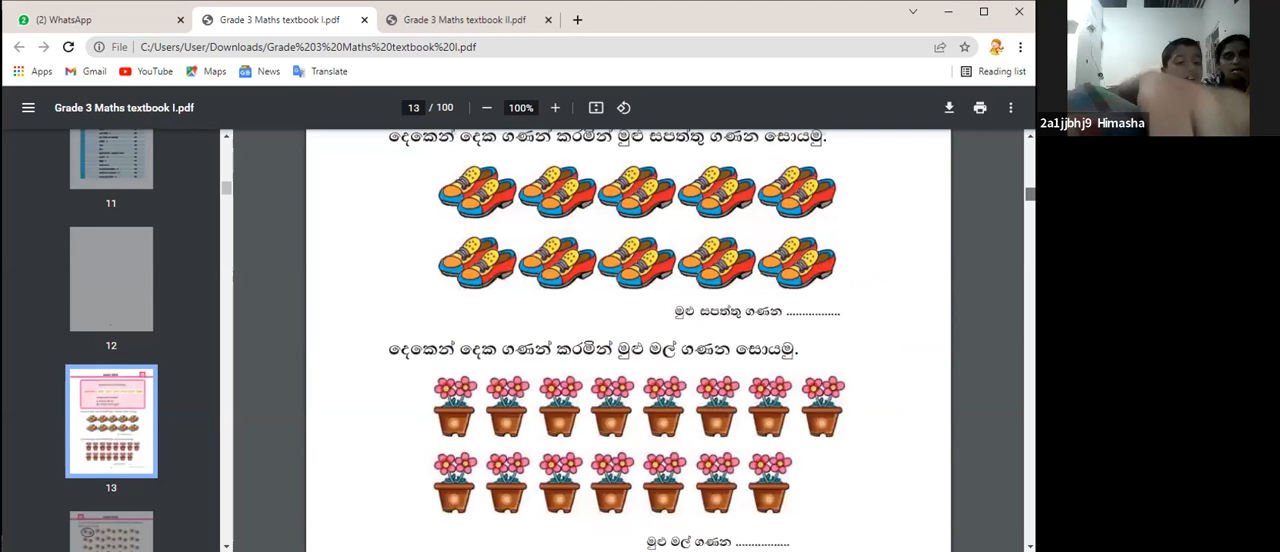 (2) WhatsApp
Grade 3 Maths textbook I.pdf
Grade 3 Maths textbook II.pdf
File
C:/Users/User/Downloads/Grade%203%20Maths%20textbook%20I.pdf
Apps
Gmail
YouTube
Maps
News
Translate
Reading list
Grade 3 Maths textbook I.pdf
13 / 100
100%
2a1jjbhj9 Himasha
11
12
13
දෙකෙන් දෙක ගණන් කරමින් මුළු සපත්තු ගණන සොයමු.
මුළු සපත්තු ගණන .................
දෙකෙන් දෙක ගණන් කරමින් මුළු මල් ගණන සොයමු.
මුළු මල් ගණන .................